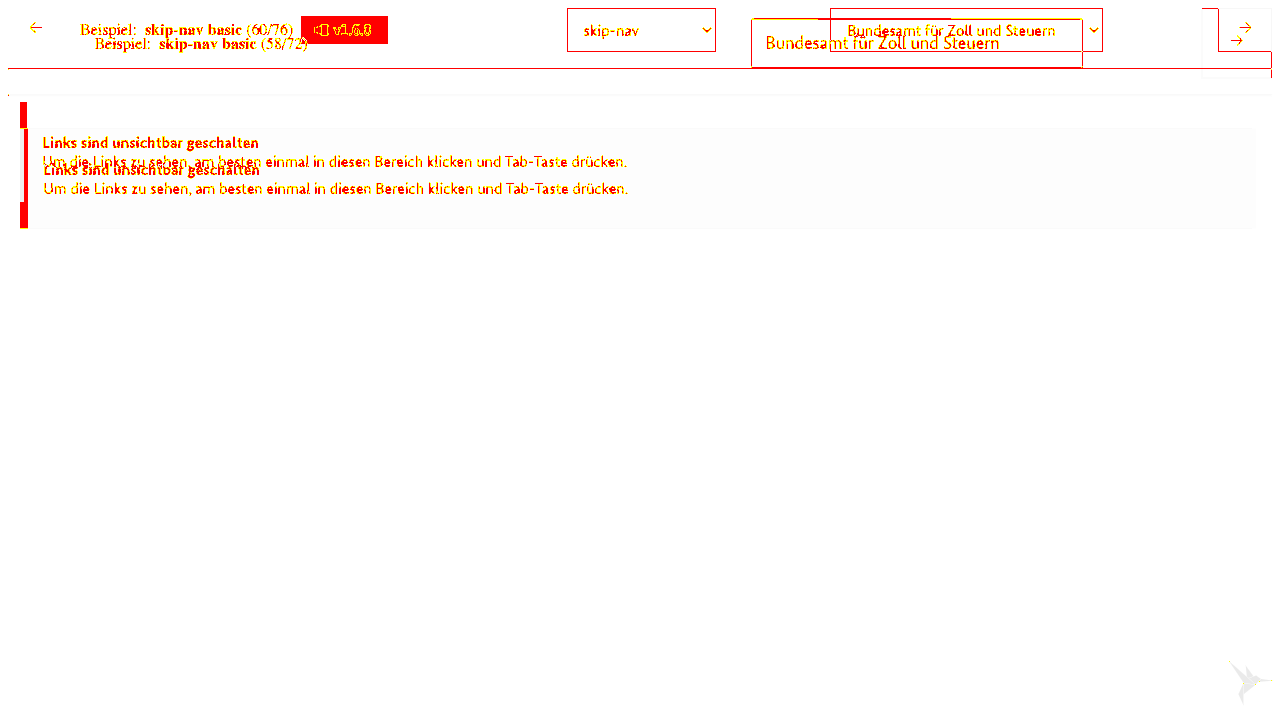 Beispiel: skip-nav basic (60/76) v1.6.0 skip-nav Bundesamt für Zoll und Steuern
Beispiel: skip-nav basic (58/72) Bundesamt für Zoll und Steuern
Links sind unsichtbar geschalten
Um die Links zu sehen, am besten einmal in diesen Bereich klicken und Tab-Taste drücken.
Links sind unsichtbar geschalten
Um die Links zu sehen, am besten einmal in diesen Bereich klicken und Tab-Taste drücken.